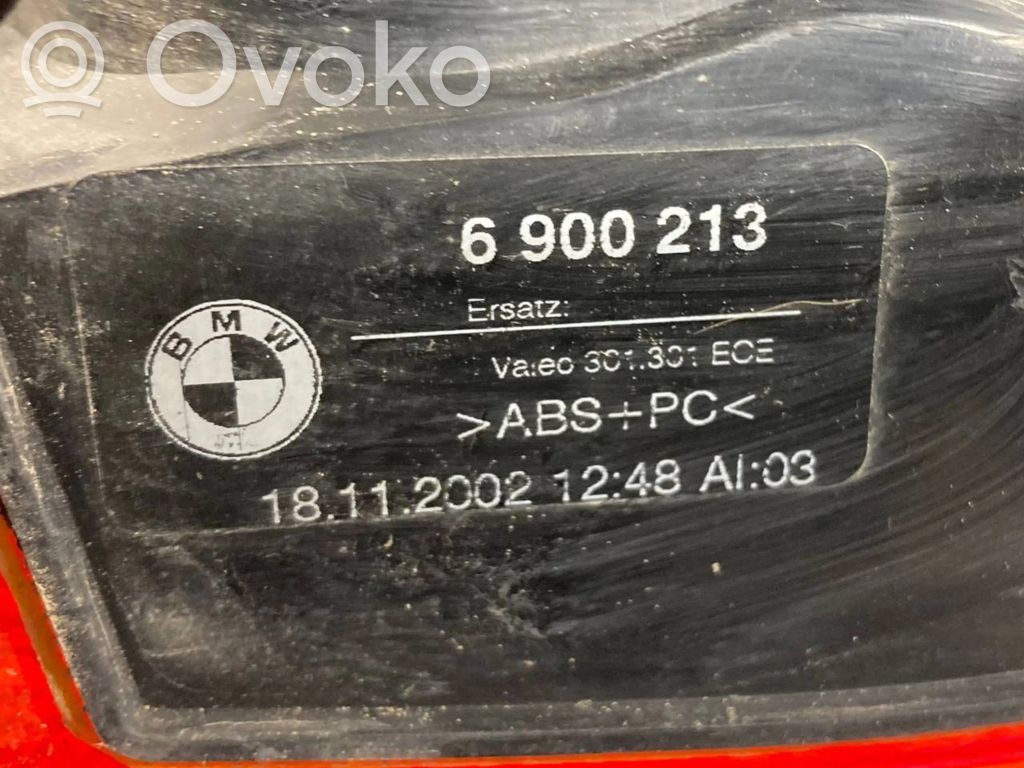 Ovoko
6 900 213
Ersatz:
BMW
Valeo 301.301 ECE
>ABS+PC<
18.11.2002 12:48 AI:03